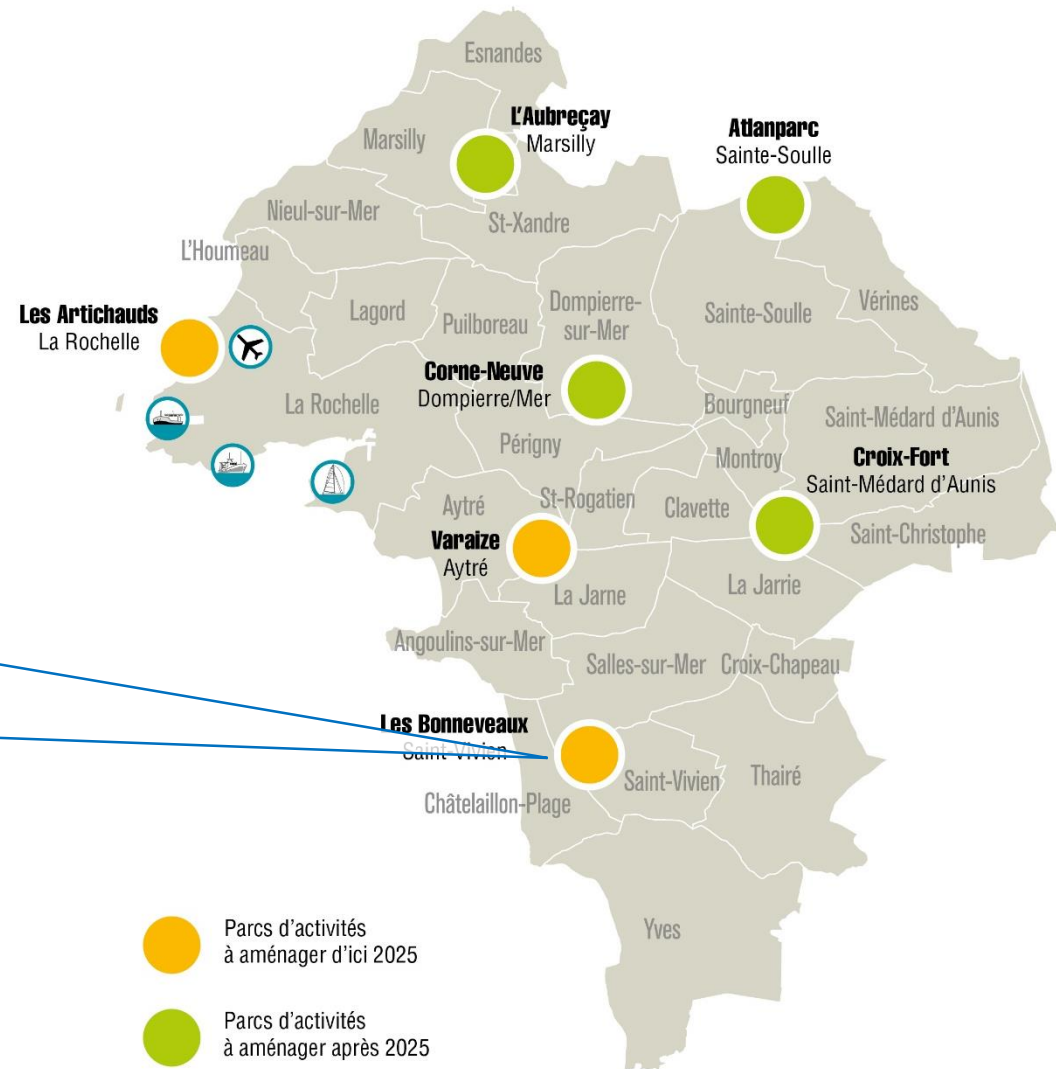 Esnandes
L'Aubreçay
Marsilly
Marsilly
Atlanparc
Sainte-Soulle
Nieul-sur-Mer
St-Xandre
L'Houmeau
Les Artichauds
La Rochelle
Lagord
Puilboreau
Dompierre-
sur-Mer
Sainte-Soulle
Vérines
Corne-Neuve
Dompierre/Mer
La Rochelle
Bourgneuf
Saint-Médard d'Aunis
Périgny
Montroy
Croix-Fort
Saint-Médard d'Aunis
Aytré
St-Rogatien
Clavette
Saint-Christophe
Varaize
Aytré
La Jarne
La Jarrie
Angoulins-sur-Mer
Salles-sur-Mer
Croix-Chapeau
Les Bonneveaux
Saint-Vivien
Saint-Vivien
Thairé
Châtelaillon-Plage
Yves
Parcs d'activités
à aménager d'ici 2025
Parcs d'activités
à aménager après 2025